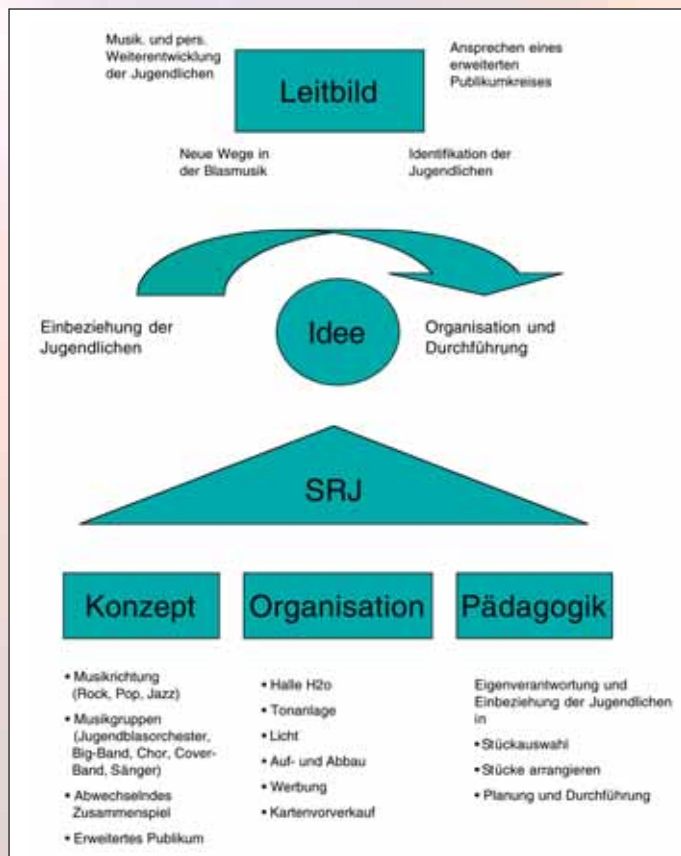 Musik. und pers.
Weiterentwicklung
der Jugendlichen
Ansprechen eines
erweiterten
Publikumkreises
Leitbild
Neue Wege in
der Blasmusik
Identifikation der
Jugendlichen
Einbeziehung der
Jugendlichen
Idee
Organisation und
Durchführung
SRJ
Konzept
• Musikrichtung
(Rock, Pop, Jazz)
• Musikgruppen
(Jugendblasorchester,
Big-Band, Chor, Cover-
Band, Sänger)
• Abwechselndes
Zusammenspiel
• Erweitertes Publikum
Organisation
• Halle H2o
• Tonanlage
• Licht
• Auf- und Abbau
• Werbung
• Kartenvorverkauf
Pädagogik
Eigenverantwortung und
Einbeziehung der Jugendlichen
in
• Stückauswahl
• Stücke arrangieren
• Planung und Durchführung